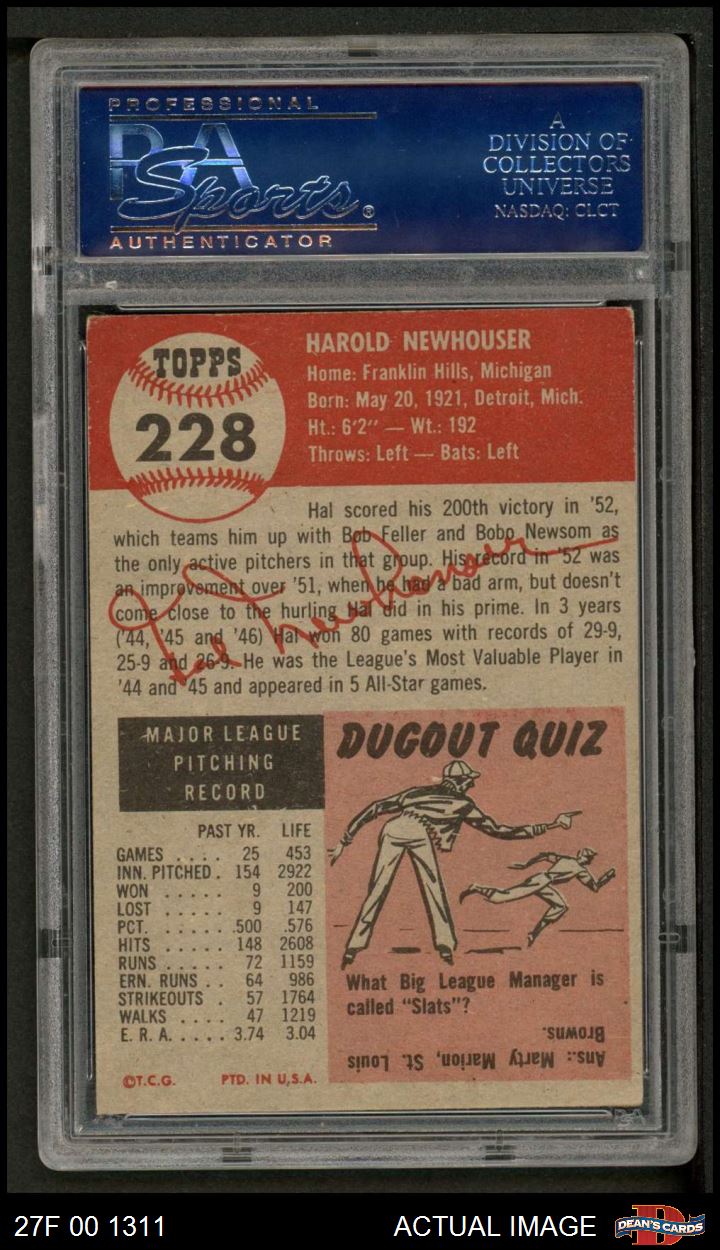 PROFESSIONAL
PSA
Sports®
AUTHENTICATOR
A
DIVISION OF
COLLECTORS
UNIVERSE
NASDAQ: CLCT
TOPPS
228
HAROLD NEWHOUSER
Home: Franklin Hills, Michigan
Born: May 20, 1921, Detroit, Mich.
Ht.: 6'2" — Wt.: 192
Throws: Left — Bats: Left
Hal scored his 200th victory in '52,
which teams him up with Bob Feller and Bobo Newsom as
the only active pitchers in that group. His record in '52 was
an improvement over '51, when he had a bad arm, but doesn't
come close to the hurling Hal did in his prime. In 3 years
('44, '45 and '46) Hal won 80 games with records of 29-9,
25-9 and 26-9. He was the League's Most Valuable Player in
'44 and '45 and appeared in 5 All-Star games.
Hal Newhouser
MAJOR LEAGUE
PITCHING
RECORD
PAST YR. LIFE
GAMES . . . . 25 453
INN. PITCHED . 154 2922
WON . . . . . 9 200
LOST . . . . . 9 147
PCT. . . . . . .500 .576
HITS . . . . . 148 2608
RUNS . . . . . 72 1159
ERN. RUNS . . 64 986
STRIKEOUTS . 57 1764
WALKS . . . . 47 1219
E. R. A. . . . . . 3.74 3.04
©T.C.G. PTD. IN U.S.A.
DUGOUT QUIZ
What Big League Manager is
called "Slats"?
Ans.: Marty Marion, St. Louis
Browns.
27F 00 1311
ACTUAL IMAGE
DEAN'S CARDS